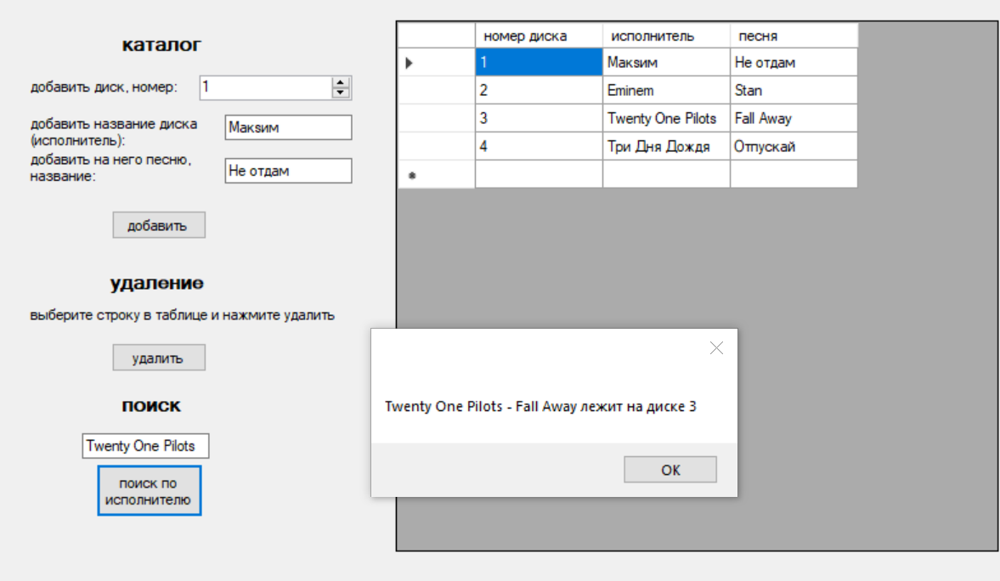 каталог
добавить диск, номер: 1
добавить название диска
(исполнитель):
Макsим
добавить на него песню,
название:
Не отдам
добавить
удаление
выберите строку в таблице и нажмите удалить
удалить
поиск
Twenty One Pilots
поиск по
исполнителю
номер диска исполнитель песня
1 Макsим Не отдам
2 Eminem Stan
3 Twenty One Pilots Fall Away
4 Три Дня Дождя Отпускай
Twenty One Pilots - Fall Away лежит на диске 3
ОК